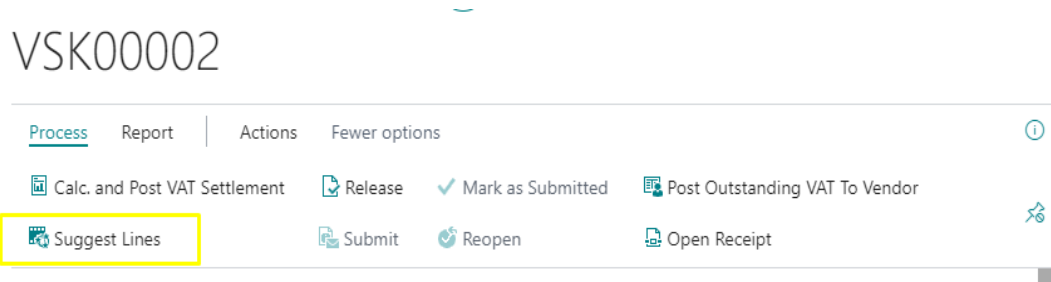 VSK00002
Process Report Actions Fewer options
Calc. and Post VAT Settlement Release Mark as Submitted Post Outstanding VAT To Vendor
Suggest Lines Submit Reopen Open Receipt